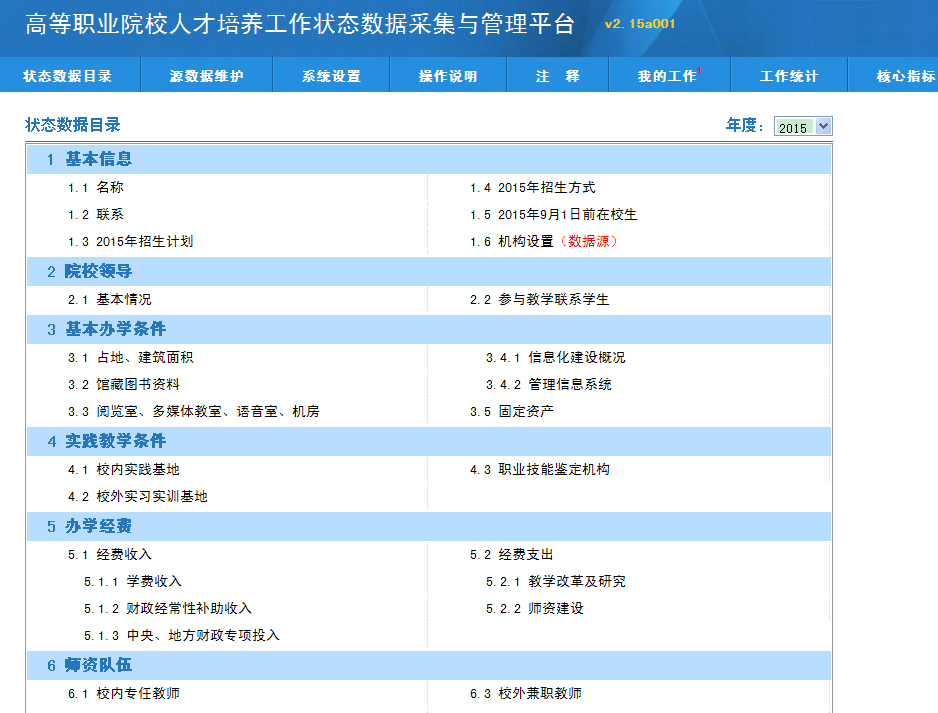 高等职业院校人才培养工作状态数据采集与管理平台 v2. 15a001
状态数据目录 源数据维护 系统设置 操作说明 注 释 我的工作! 工作统计 核心指标
状态数据目录 年度： 2015
1 基本信息
1.1 名称 1.4 2015年招生方式
1.2 联系 1.5 2015年9月1日前在校生
1.3 2015年招生计划 1.6 机构设置（数据源）
2 院校领导
2.1 基本情况 2.2 参与教学联系学生
3 基本办学条件
3.1 占地、建筑面积 3.4.1 信息化建设概况
3.2 馆藏图书资料 3.4.2 管理信息系统
3.3 阅览室、多媒体教室、语音室、机房 3.5 固定资产
4 实践教学条件
4.1 校内实践基地 4.3 职业技能鉴定机构
4.2 校外实习实训基地
5 办学经费
5.1 经费收入 5.2 经费支出
5.1.1 学费收入 5.2.1 教学改革及研究
5.1.2 财政经常性补助收入 5.2.2 师资建设
5.1.3 中央、地方财政专项投入
6 师资队伍
6.1 校内专任教师 6.3 校外兼职教师